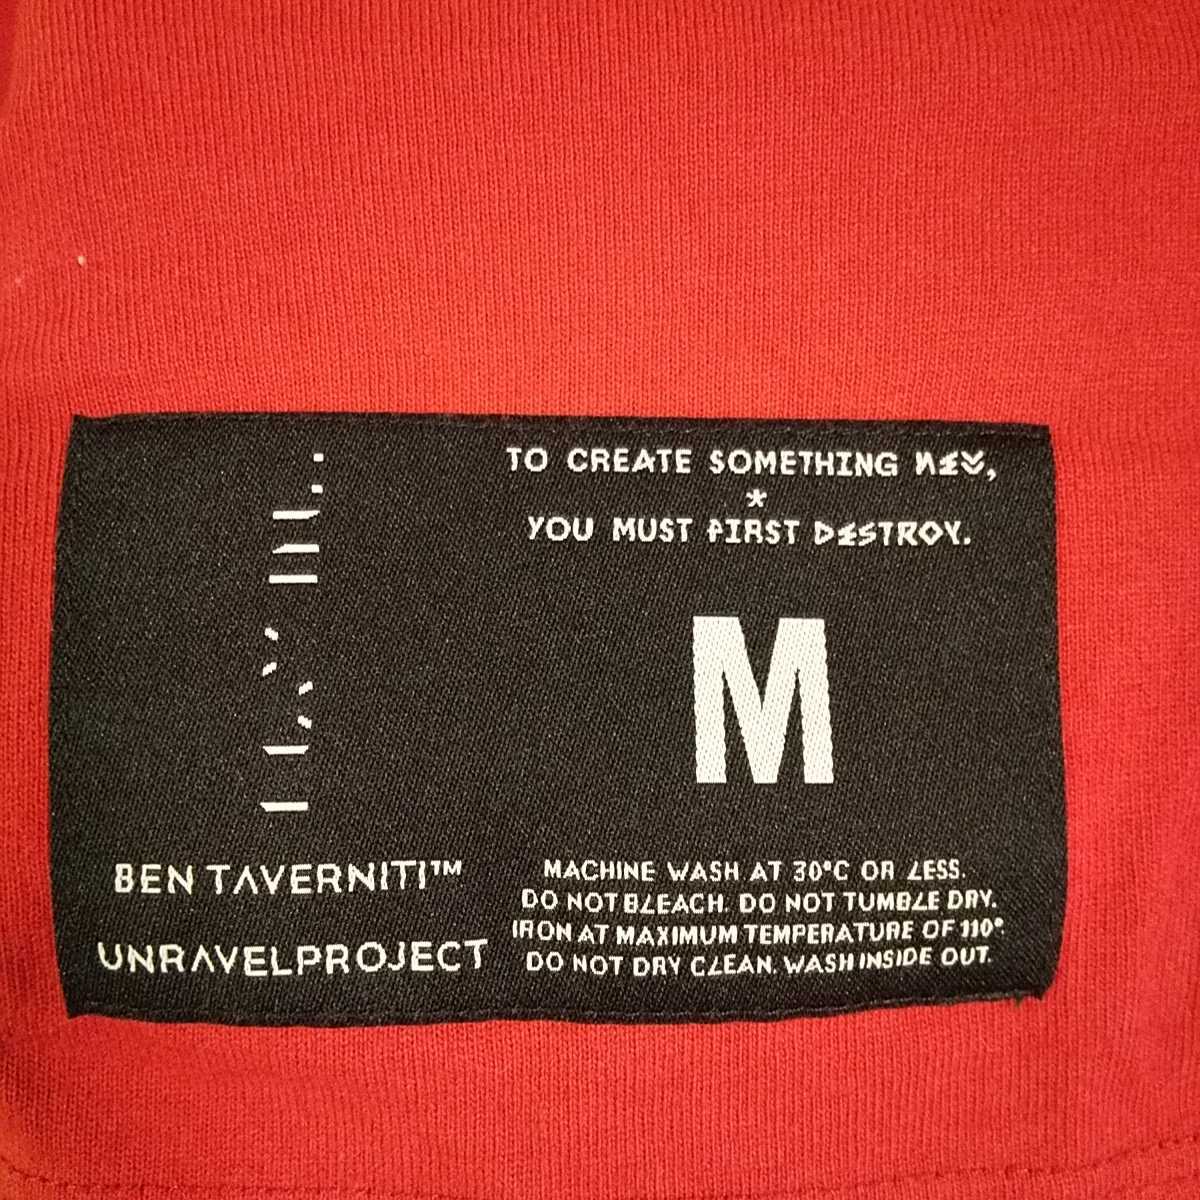 TO CREATE SOMETHING NEW,
*
YOU MUST FIRST DESTROY.
M
BEN TAVERNITI™
UNRAVELPROJECT
MACHINE WASH AT 30°C OR LESS.
DO NOT BLEACH. DO NOT TUMBLE DRY.
IRON AT MAXIMUM TEMPERATURE OF 110°.
DO NOT DRY CLEAN. WASH INSIDE OUT.